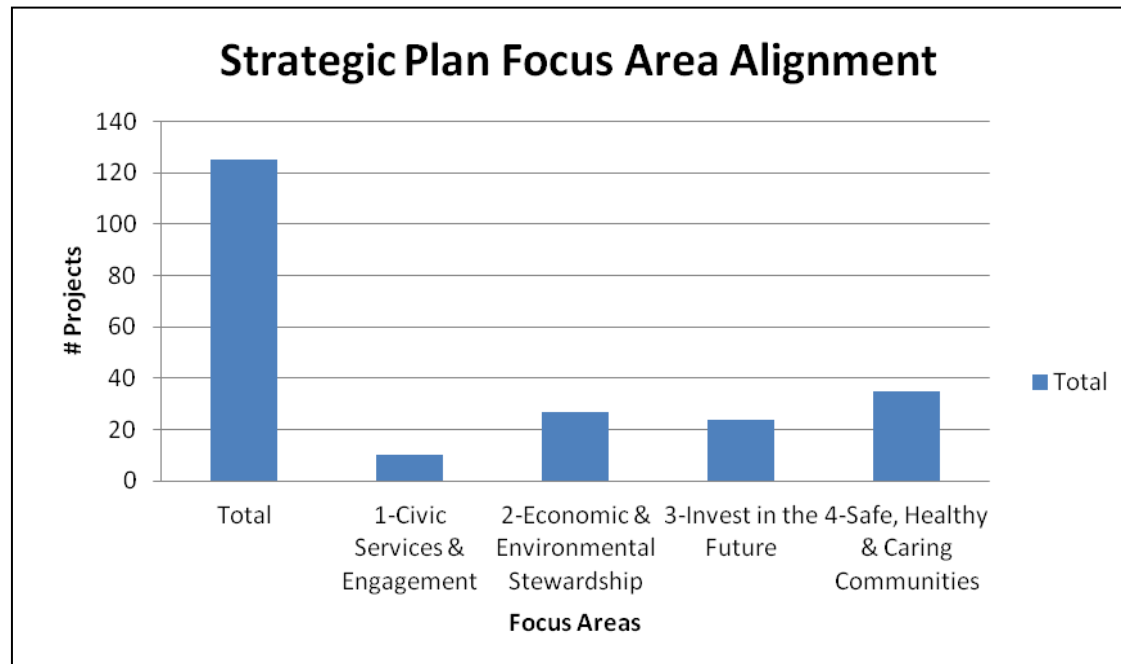 Strategic Plan Focus Area Alignment
140
120
100
80
60
40
20
0
# Projects
Total
1-Civic
Services &
Engagement
2-Economic &
Environmental
Stewardship
3-Invest in the
Future
4-Safe, Healthy
& Caring
Communities
Focus Areas
Total